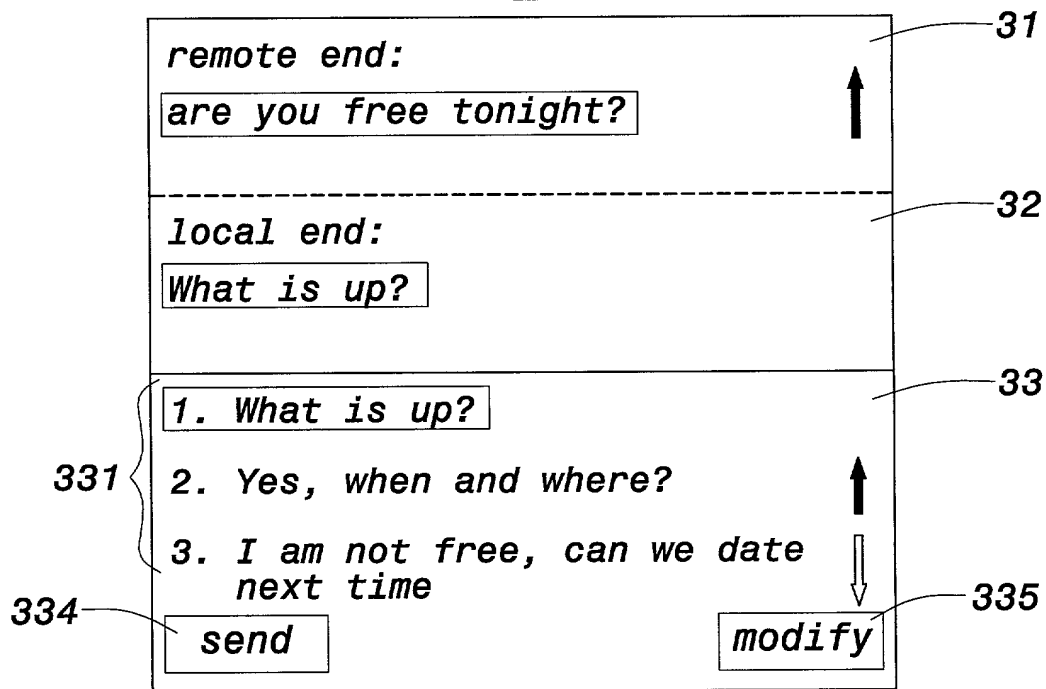 31
remote end:
are you free tonight?
32
local end:
What is up?
33
1. What is up?
331
2. Yes, when and where?
3. I am not free, can we date
next time
334
335
send
modify